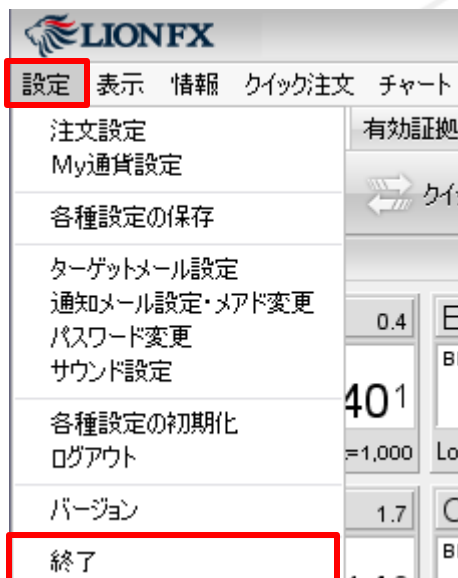 LION FX
設定 表示 情報 クイック注文 チャート
注文設定
有効証拠
My通貨設定
各種設定の保存
ターゲットメール設定
通知メール設定・メアド変更
パスワード変更
0.4
サウンド設定
401
各種設定の初期化
ログアウト
=1,000
バージョン
1.7
終了